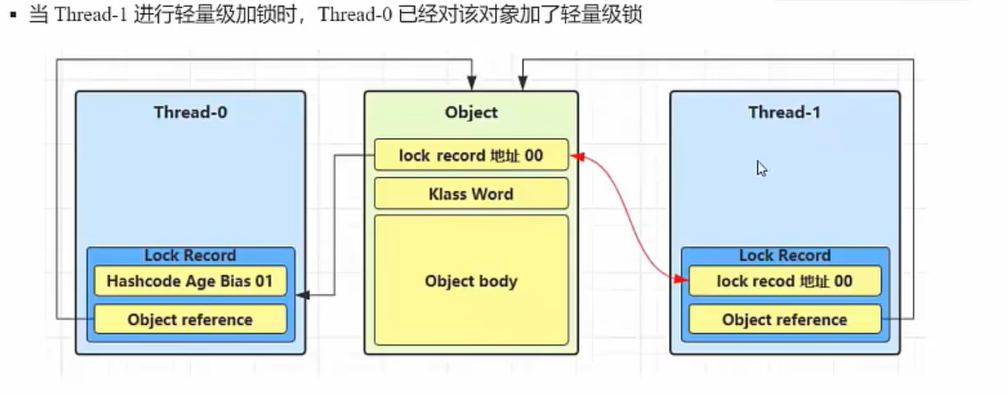 ▪ 当 Thread-1 进行轻量级加锁时，Thread-0 已经对该对象加了轻量级锁
Thread-0
Lock Record
Hashcode Age Bias 01
Object reference
Object
lock record 地址 00
Klass Word
Object body
Thread-1
Lock Record
lock recod 地址 00
Object reference